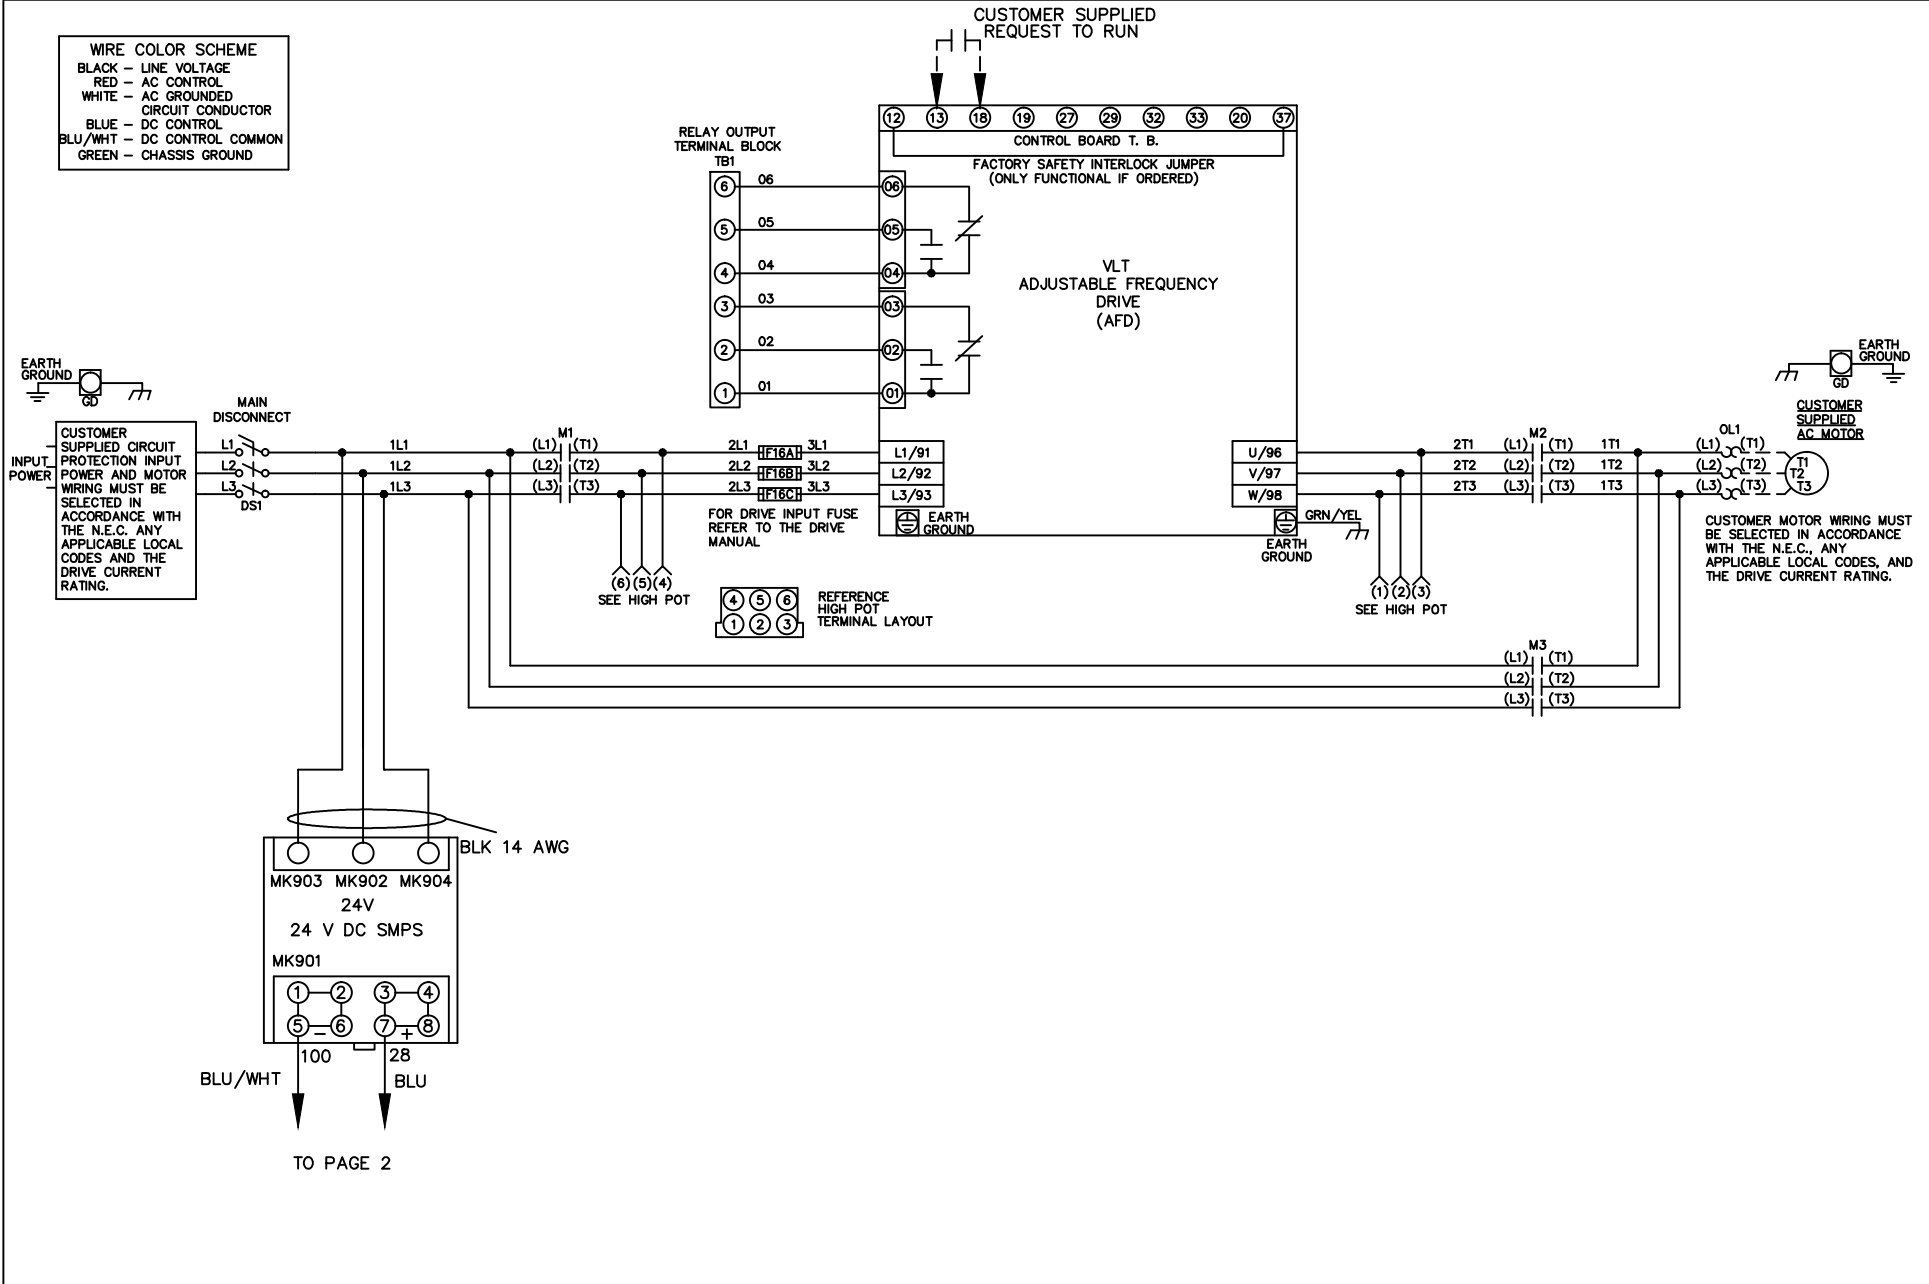 CUSTOMER SUPPLIED
REQUEST TO RUN
WIRE COLOR SCHEME
BLACK – LINE VOLTAGE
RED – AC CONTROL
WHITE – AC GROUNDED
CIRCUIT CONDUCTOR
BLUE – DC CONTROL
BLU/WHT – DC CONTROL COMMON
GREEN – CHASSIS GROUND
12 13 18 19 27 29 32 33 20 37
CONTROL BOARD T. B.
FACTORY SAFETY INTERLOCK JUMPER
(ONLY FUNCTIONAL IF ORDERED)
RELAY OUTPUT
TERMINAL BLOCK
TB1
6 06 06
5 05 05
4 04 04
3 03 03
2 02 02
1 01 01
VLT
ADJUSTABLE FREQUENCY
DRIVE
(AFD)
EARTH
GROUND
GD
INPUT
POWER
CUSTOMER
SUPPLIED CIRCUIT
PROTECTION INPUT
POWER AND MOTOR
WIRING MUST BE
SELECTED IN
ACCORDANCE WITH
THE N.E.C. ANY
APPLICABLE LOCAL
CODES AND THE
DRIVE CURRENT
RATING.
MAIN
DISCONNECT
L1
L2
L3
DS1
1L1
1L2
1L3
M1
(L1) (T1)
(L2) (T2)
(L3) (T3)
2L1 F16A 3L1
2L2 F16B 3L2
2L3 F16C 3L3
FOR DRIVE INPUT FUSE
REFER TO THE DRIVE
MANUAL
L1/91
L2/92
L3/93
EARTH
GROUND
U/96
V/97
W/98
GRN/YEL
EARTH
GROUND
(6) (5) (4)
SEE HIGH POT
4 5 6
1 2 3
REFERENCE
HIGH POT
TERMINAL LAYOUT
(1) (2) (3)
SEE HIGH POT
2T1
2T2
2T3
M2
(L1) (T1)
(L2) (T2)
(L3) (T3)
1T1
1T2
1T3
OL1
(L1) (T1)
(L2) (T2)
(L3) (T3)
EARTH
GROUND
GD
CUSTOMER
SUPPLIED
AC MOTOR
T1
T2
T3
CUSTOMER MOTOR WIRING MUST
BE SELECTED IN ACCORDANCE
WITH THE N.E.C., ANY
APPLICABLE LOCAL CODES, AND
THE DRIVE CURRENT RATING.
M3
(L1) (T1)
(L2) (T2)
(L3) (T3)
BLK 14 AWG
MK903 MK902 MK904
24V
24 V DC SMPS
MK901
1 2 3 4
5 – 6 7 + 8
100 28
BLU/WHT BLU
TO PAGE 2